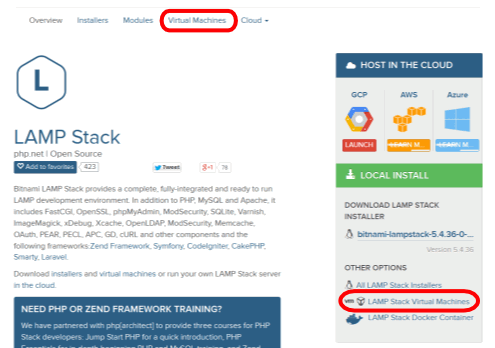 Overview Installers Modules Virtual Machines Cloud
L
LAMP Stack
php.net | Open Source
Add to favorites 423 Tweet g+1 78
Bitnami LAMP Stack provides a complete, fully-integrated and ready to run
LAMP development environment. In addition to PHP, MySQL and Apache, it
includes FastCGI, OpenSSL, phpMyAdmin, ModSecurity, SQLite, Varnish,
ImageMagick, xDebug, Xcache, OpenLDAP, ModSecurity, Memcache,
OAuth, PEAR, PECL, APC, GD, cURL and other components and the
following frameworks:Zend Framework, Symfony, CodeIgniter, CakePHP,
Smarty, Laravel.
Download installers and virtual machines or run your own LAMP Stack server
in the cloud.
NEED PHP OR ZEND FRAMEWORK TRAINING?
We have partnered with php[architect] to provide three courses for PHP
Stack developers: Jump Start PHP for a quick introduction, PHP
HOST IN THE CLOUD
GCP AWS Azure
LAUNCH LEARN M... LEARN M...
LOCAL INSTALL
DOWNLOAD LAMP STACK
INSTALLER
bitnami-lampstack-5.4.36-0-...
Version 5.4.36
OTHER OPTIONS
All LAMP Stack Installers
vm LAMP Stack Virtual Machines
LAMP Stack Docker Container